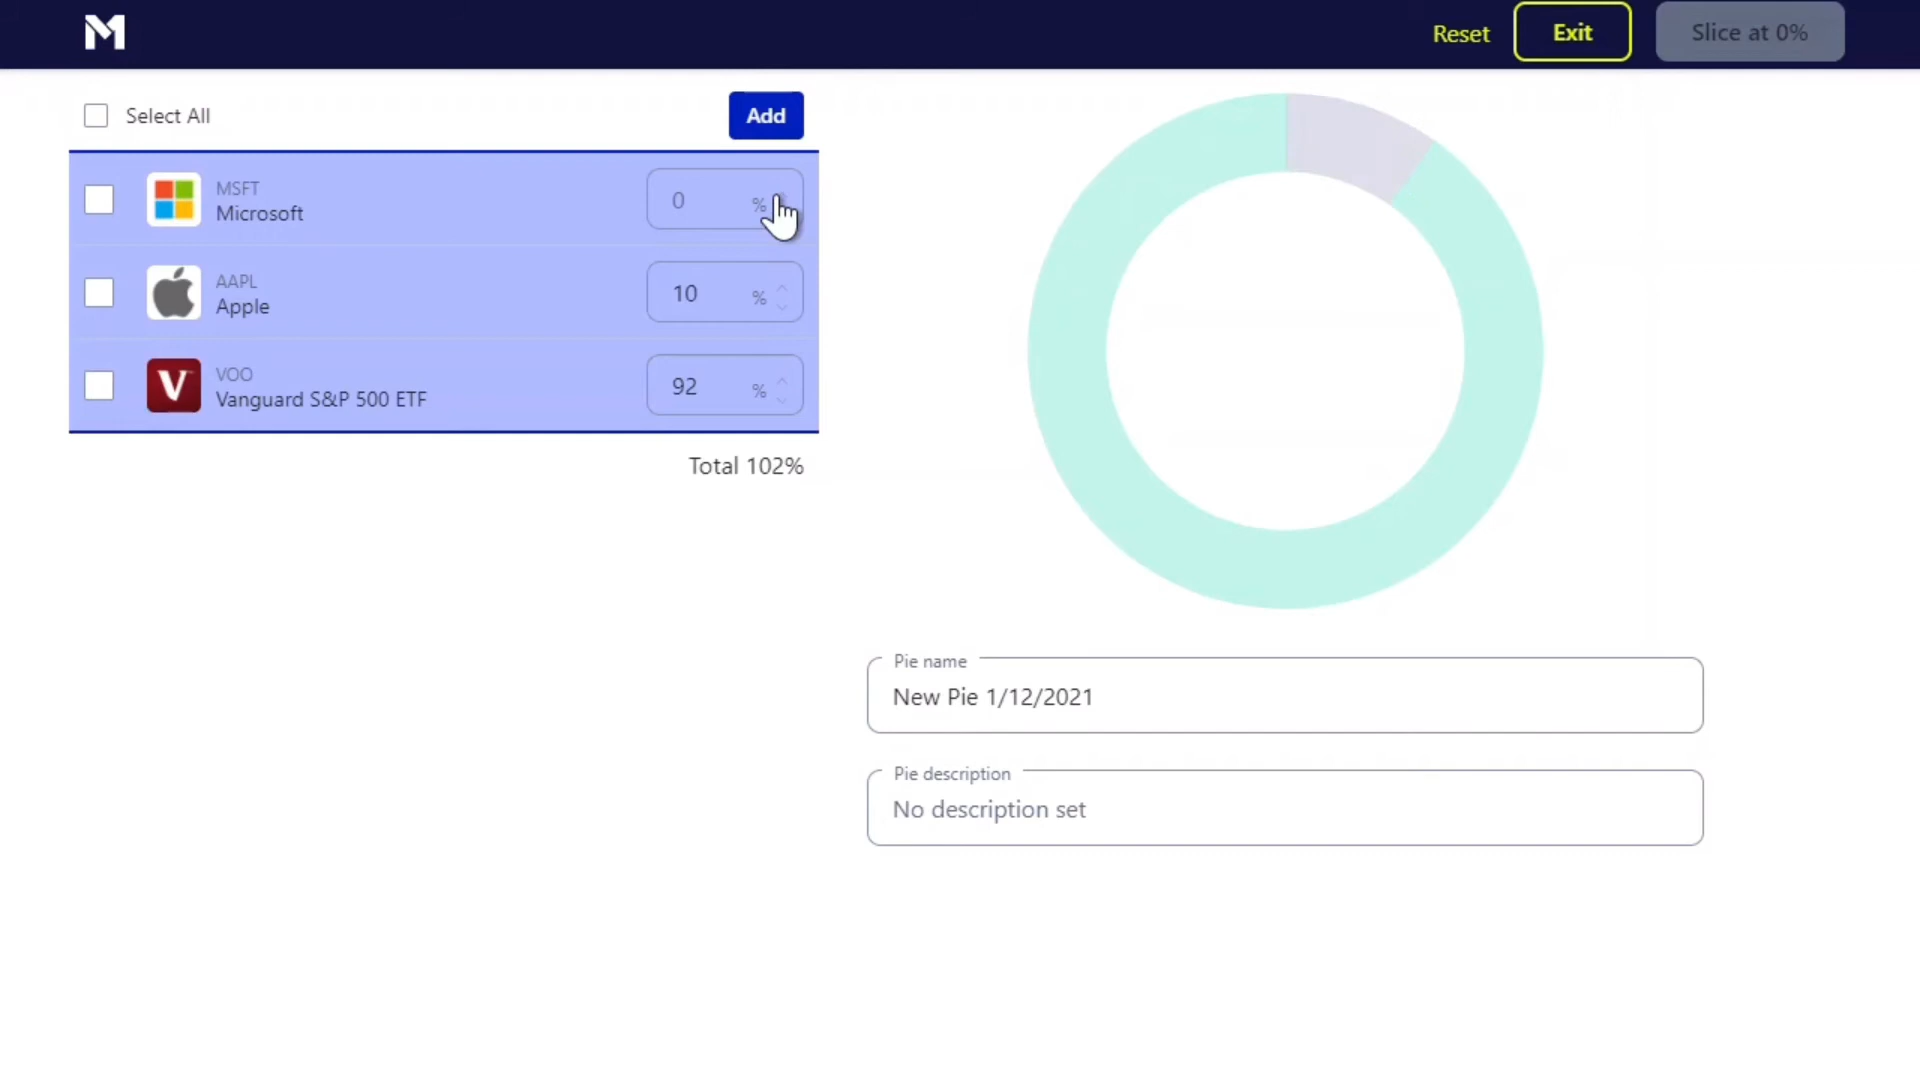 M
Reset
Exit
Slice at 0%
Select All
Add
MSFT
Microsoft
0 %
AAPL
Apple
10 %
V
VOO
Vanguard S&P 500 ETF
92 %
Total 102%
Pie name
New Pie 1/12/2021
Pie description
No description set